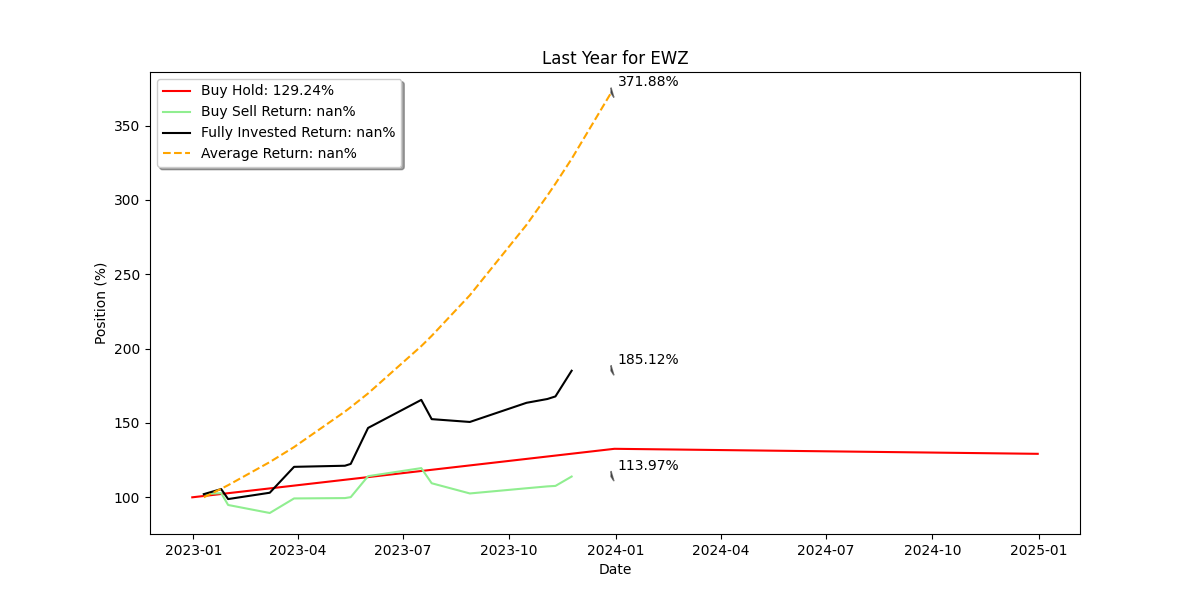 Last Year for EWZ
371.88%
Buy Hold: 129.24%
Buy Sell Return: nan%
Fully Invested Return: nan%
Average Return: nan%
350
300
250
200
150
100
Position (%)
185.12%
113.97%
2023-01
2023-04
2023-07
2023-10
2024-01
2024-04
2024-07
2024-10
2025-01
Date